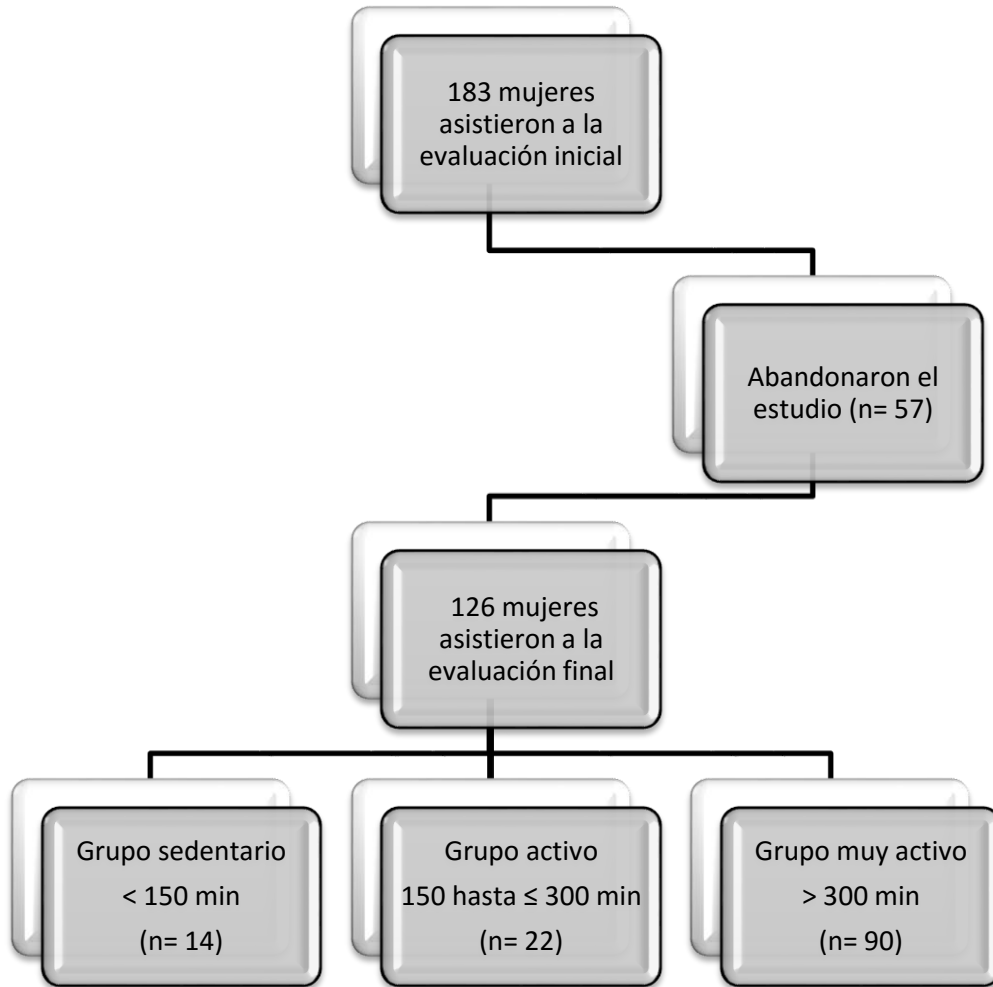 183 mujeres
asistieron a la
evaluación inicial
Abandonaron el
estudio (n= 57)
126 mujeres
asistieron a la
evaluación final
Grupo sedentario
< 150 min
(n= 14)
Grupo activo
150 hasta ≤ 300 min
(n= 22)
Grupo muy activo
> 300 min
(n= 90)